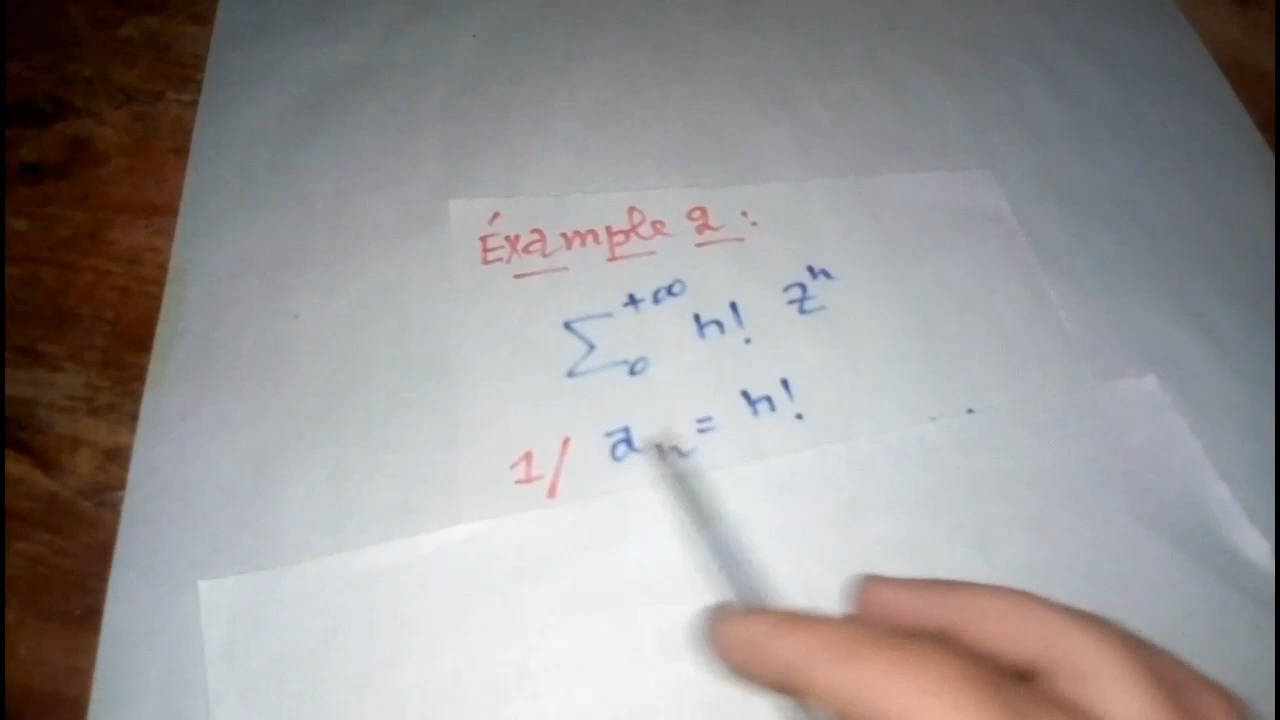 Éxample 2 :
∑₀⁺∞ n! zⁿ
1/ aₙ = n!